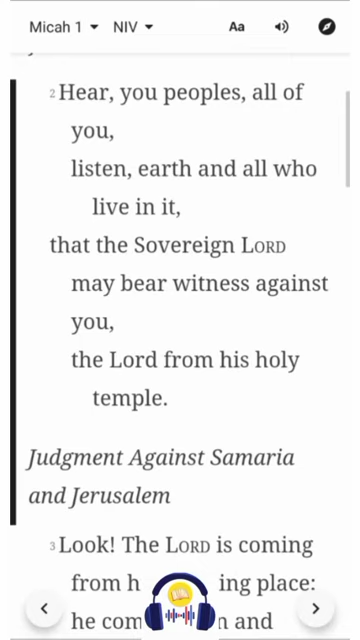 Micah 1 NIV Aa
2 Hear, you peoples, all of
you,
listen, earth and all who
live in it,
that the Sovereign LORD
may bear witness against
you,
the Lord from his holy
temple.
Judgment Against Samaria
and Jerusalem
3 Look! The LORD is coming
from h ing place:
he com n and